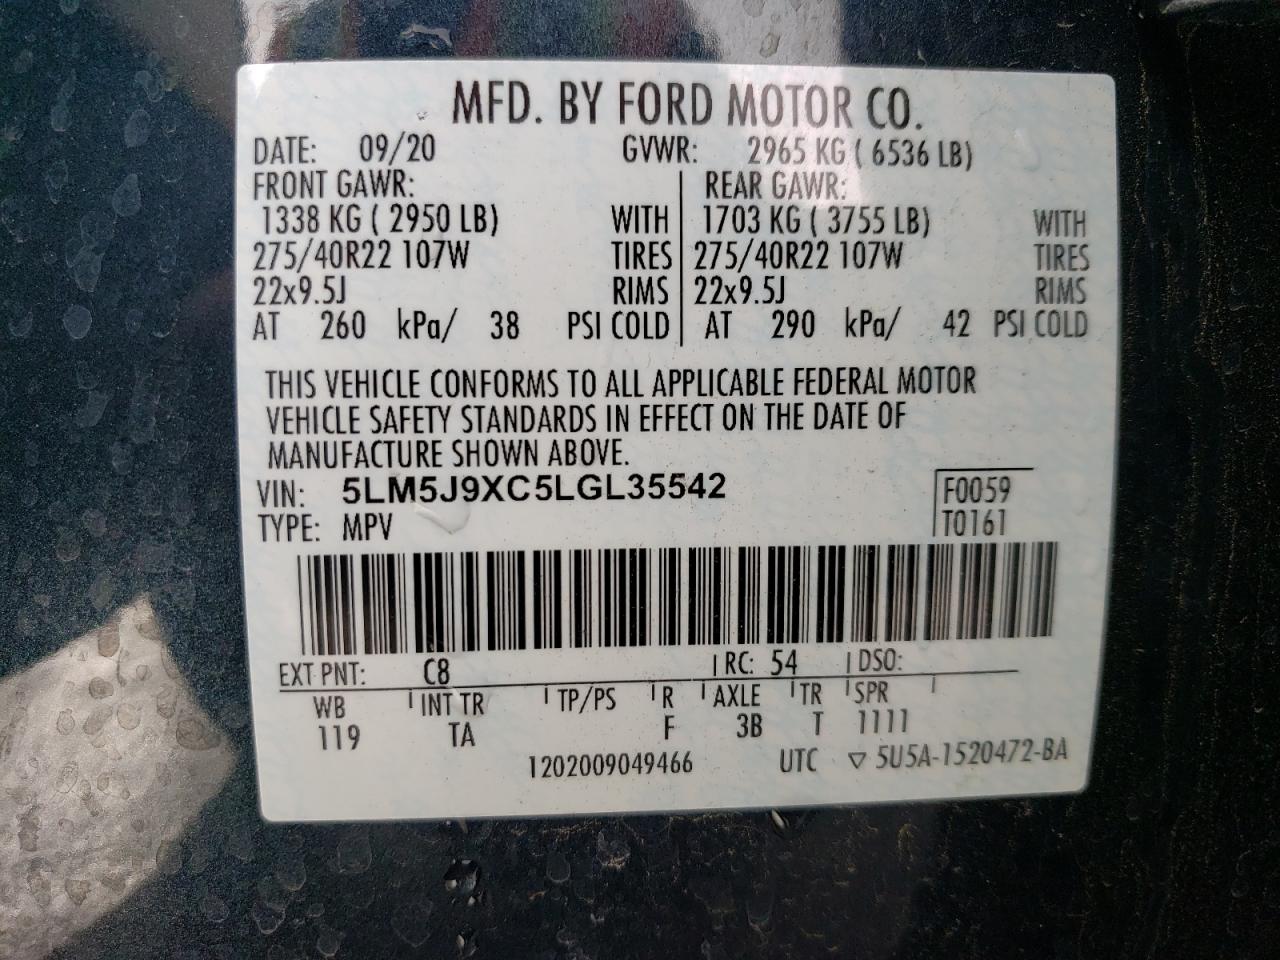 MFD. BY FORD MOTOR CO.
DATE: 09/20 GVWR: 2965 KG ( 6536 LB)
FRONT GAWR: REAR GAWR:
1338 KG ( 2950 LB) WITH 1703 KG ( 3755 LB) WITH
275/40R22 107W TIRES 275/40R22 107W TIRES
22x9.5J RIMS 22x9.5J RIMS
AT 260 kPa/ 38 PSI COLD AT 290 kPa/ 42 PSI COLD
THIS VEHICLE CONFORMS TO ALL APPLICABLE FEDERAL MOTOR
VEHICLE SAFETY STANDARDS IN EFFECT ON THE DATE OF
MANUFACTURE SHOWN ABOVE.
VIN: 5LM5J9XC5LGL35542 F0059
TYPE: MPV T0161
EXT PNT: C8 RC: 54 DSO:
WB INT TR TP/PS R AXLE TR SPR
119 TA F 3B T 1111
1202009049466 UTC ▽ 5U5A-1520472-BA